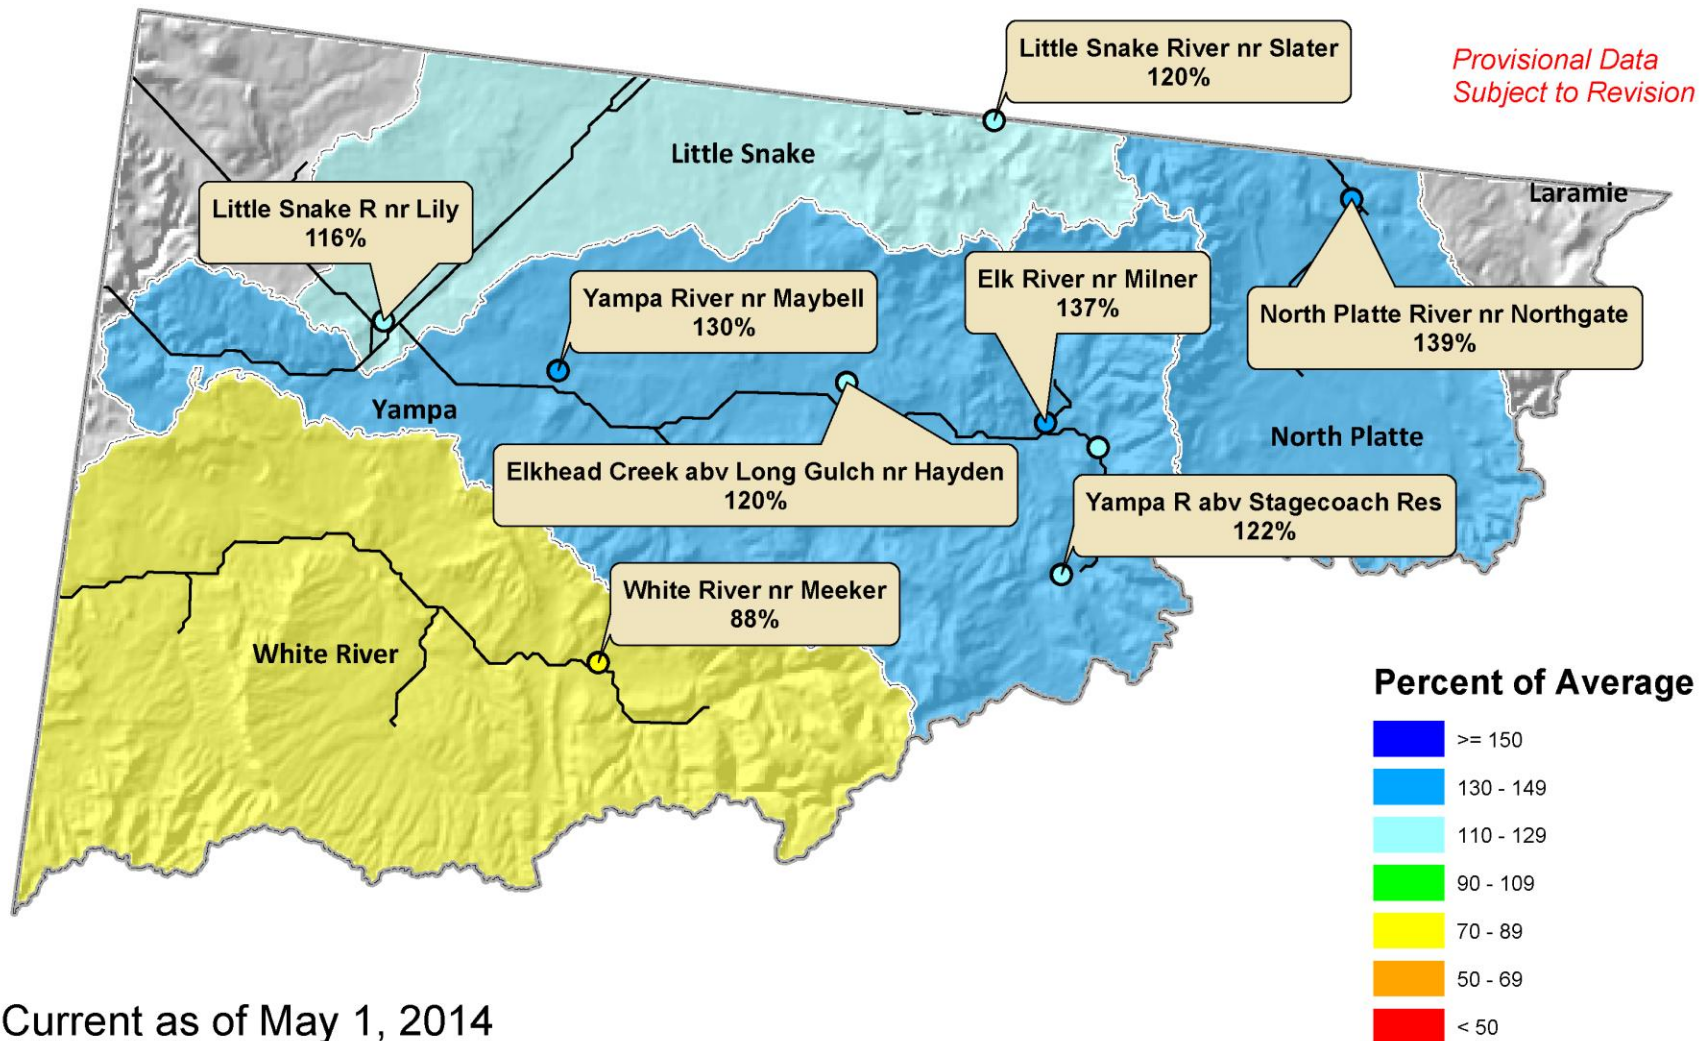 Little Snake River nr Slater
120%
Provisional Data
Subject to Revision
Little Snake
Laramie
Little Snake R nr Lily
116%
Yampa River nr Maybell
130%
Elk River nr Milner
137%
North Platte River nr Northgate
139%
Yampa
North Platte
Elkhead Creek abv Long Gulch nr Hayden
120%
Yampa R abv Stagecoach Res
122%
White River nr Meeker
88%
White River
Percent of Average
>= 150
130 - 149
110 - 129
90 - 109
70 - 89
50 - 69
< 50
Current as of May 1, 2014